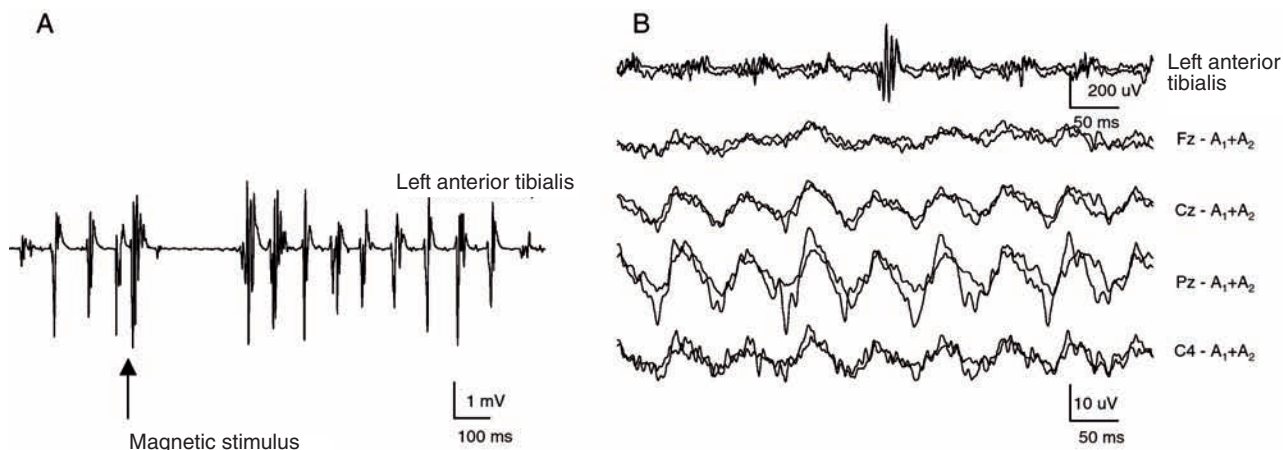 A
Left anterior tibialis
1 mV
100 ms
Magnetic stimulus
B
Left anterior
tibialis
200 uV
50 ms
Fz - A₁+A₂
Cz - A₁+A₂
Pz - A₁+A₂
C4 - A₁+A₂
10 uV
50 ms